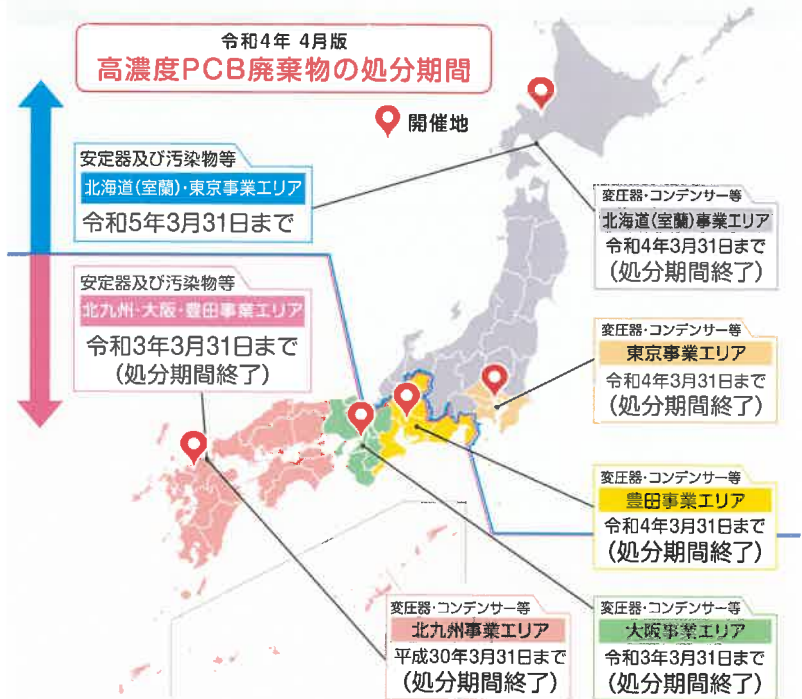 令和4年 4月版
高濃度PCB廃棄物の処分期間
開催地
安定器及び汚染物等
北海道(室蘭)・東京事業エリア
令和5年3月31日まで
変圧器・コンデンサー等
北海道(室蘭)事業エリア
令和4年3月31日まで
(処分期間終了)
安定器及び汚染物等
北九州・大阪・豊田事業エリア
令和3年3月31日まで
(処分期間終了)
変圧器・コンデンサー等
東京事業エリア
令和4年3月31日まで
(処分期間終了)
変圧器・コンデンサー等
豊田事業エリア
令和4年3月31日まで
(処分期間終了)
変圧器・コンデンサー等
北九州事業エリア
平成30年3月31日まで
(処分期間終了)
変圧器・コンデンサー等
大阪事業エリア
令和3年3月31日まで
(処分期間終了)